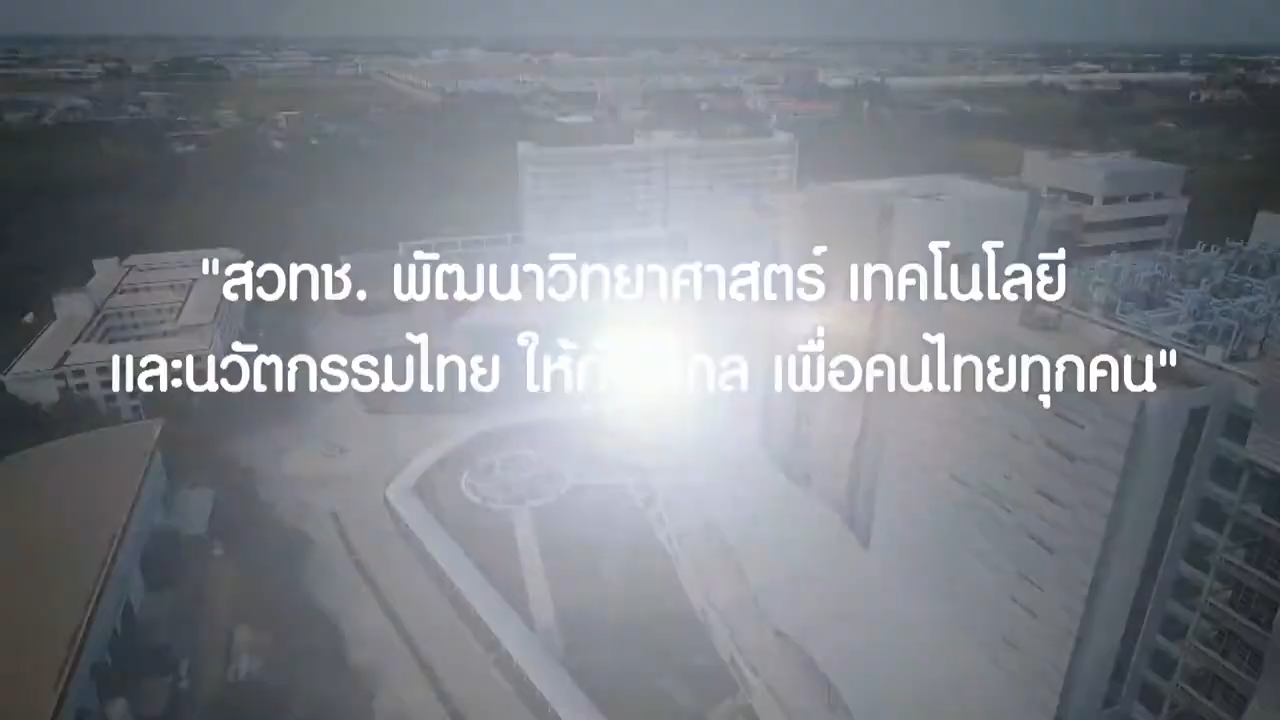 "สวทช. พัฒนาวิทยาศาสตร์ เทคโนโลยี
และนวัตกรรมไทย เพื่อคนไทยทุกคน"